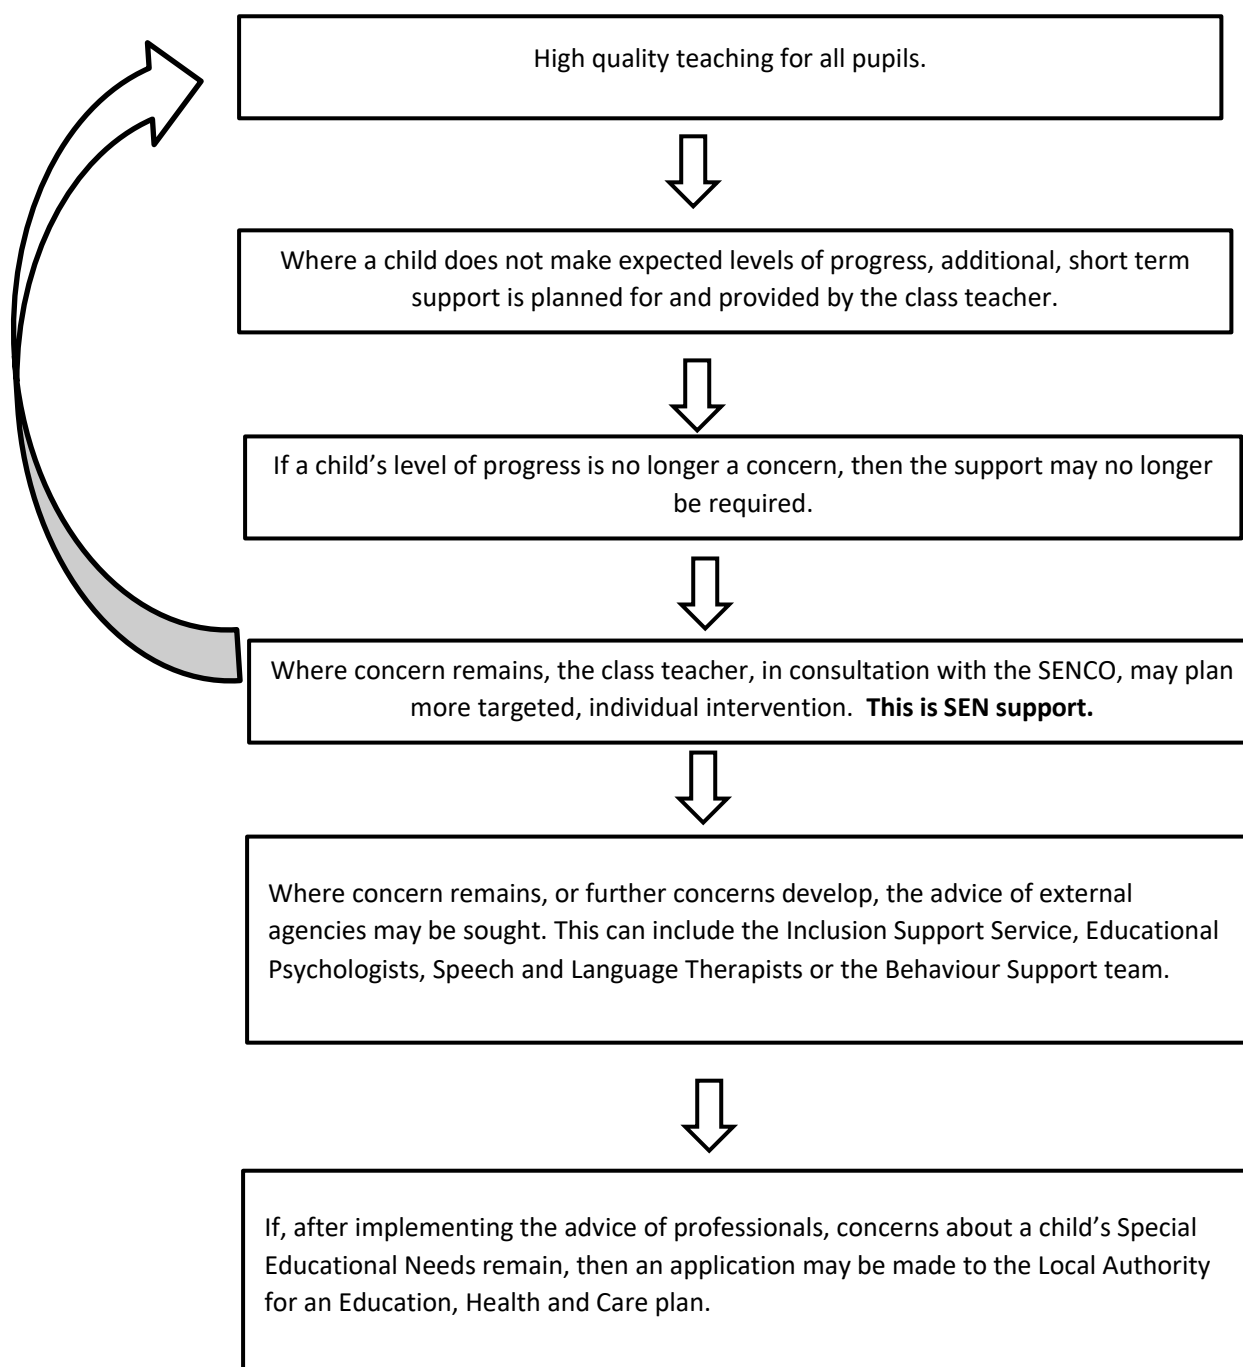 High quality teaching for all pupils.
Where a child does not make expected levels of progress, additional, short term
support is planned for and provided by the class teacher.
If a child’s level of progress is no longer a concern, then the support may no longer
be required.
Where concern remains, the class teacher, in consultation with the SENCO, may plan
more targeted, individual intervention.  This is SEN support.
Where concern remains, or further concerns develop, the advice of external
agencies may be sought. This can include the Inclusion Support Service, Educational
Psychologists, Speech and Language Therapists or the Behaviour Support team.
If, after implementing the advice of professionals, concerns about a child’s Special
Educational Needs remain, then an application may be made to the Local Authority
for an Education, Health and Care plan.